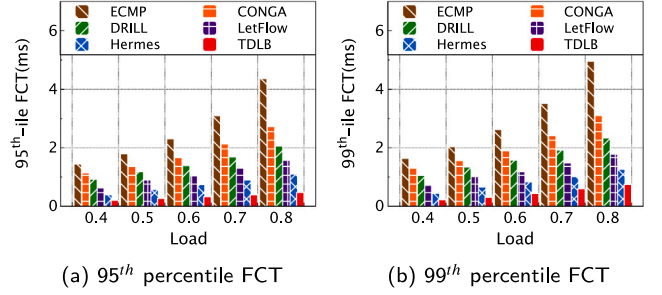 6
4
2
0
95th-ile FCT(ms)
ECMP
DRILL
Hermes
CONGA
LetFlow
TDLB
0.4 0.5 0.6 0.7 0.8
Load
(a) 95th percentile FCT
6
4
2
0
99th-ile FCT(ms)
ECMP
DRILL
Hermes
CONGA
LetFlow
TDLB
0.4 0.5 0.6 0.7 0.8
Load
(b) 99th percentile FCT